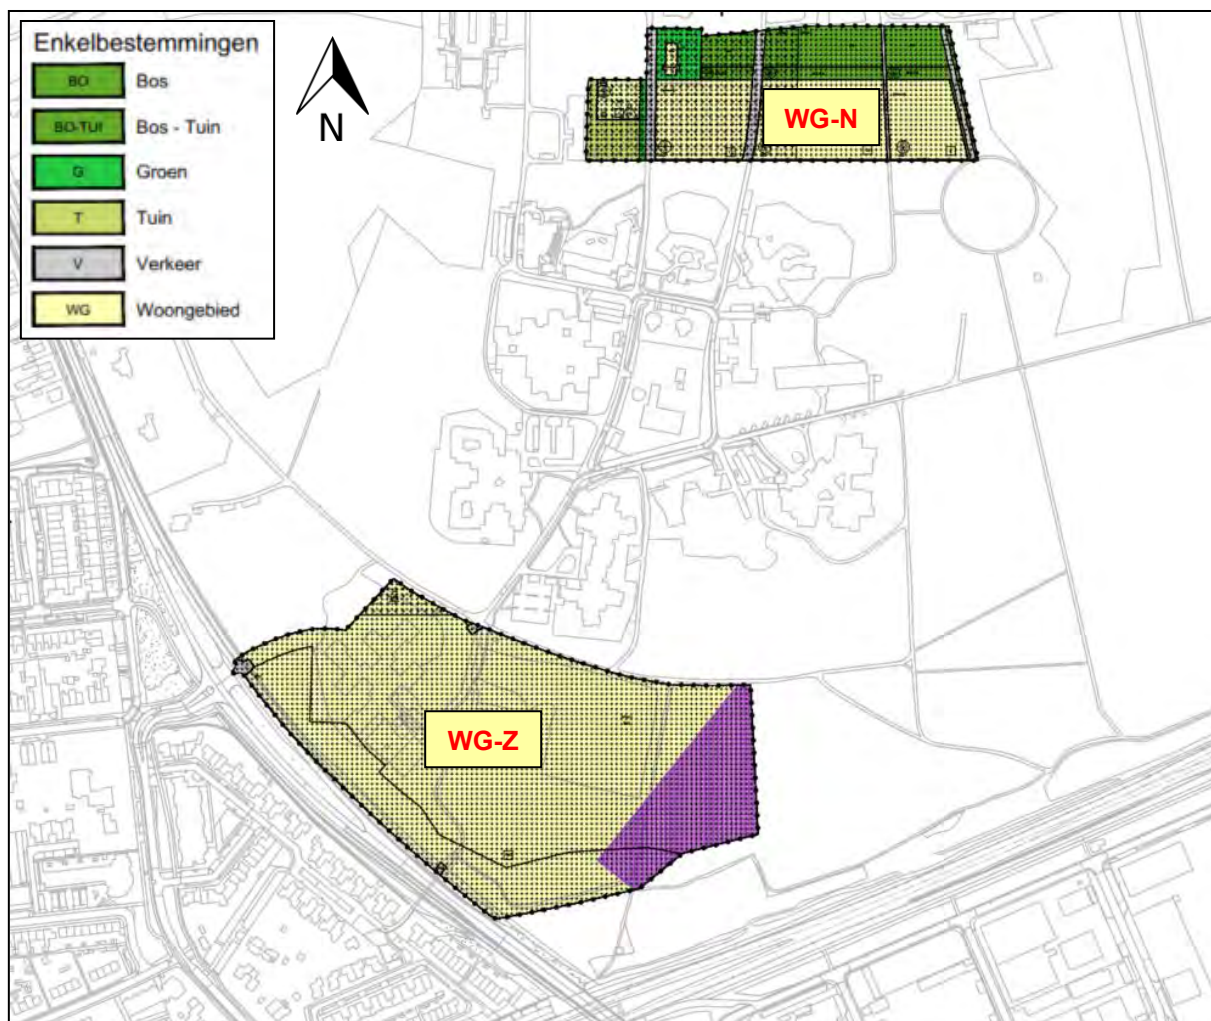 Enkelbestemmingen
BO Bos
BO-TUI Bos - Tuin
G Groen
T Tuin
V Verkeer
WG Woongebied
N
WG-N
WG-Z